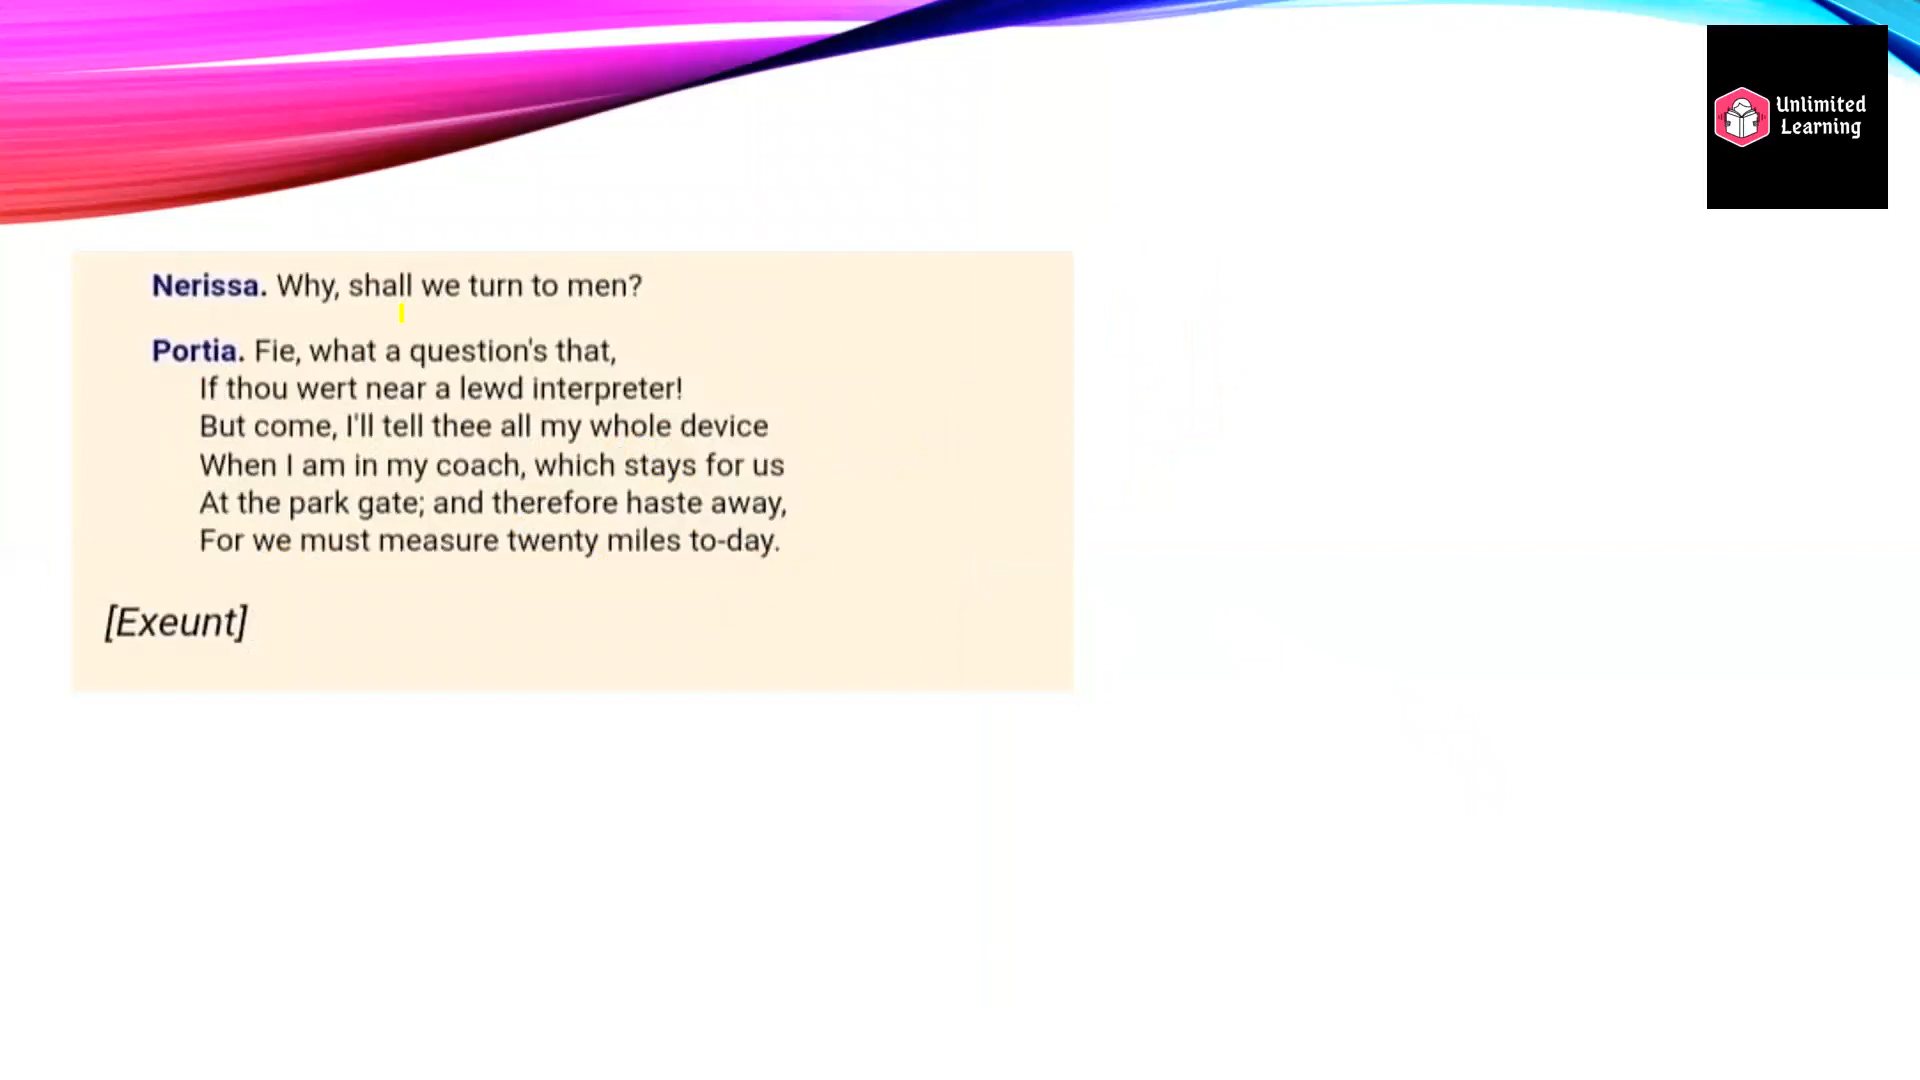 Unlimited
Learning
Nerissa. Why, shall we turn to men?
Portia. Fie, what a question's that,
If thou wert near a lewd interpreter!
But come, I'll tell thee all my whole device
When I am in my coach, which stays for us
At the park gate; and therefore haste away,
For we must measure twenty miles to-day.
[Exeunt]